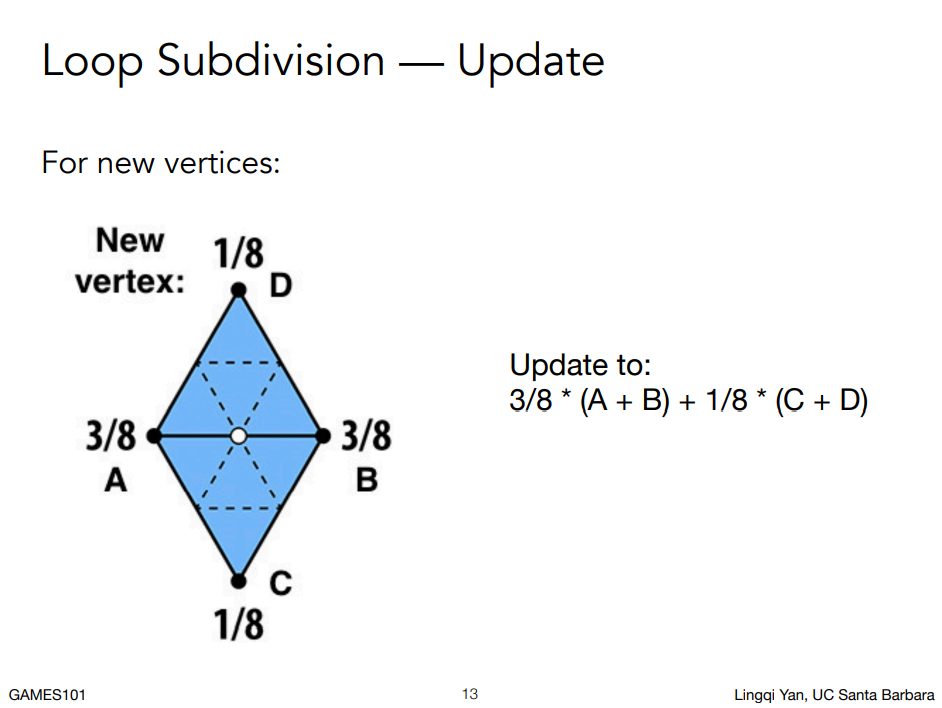 Loop Subdivision — Update
For new vertices:
New
vertex:
1/8
D
3/8
A
3/8
B
C
1/8
Update to:
3/8 * (A + B) + 1/8 * (C + D)
GAMES101
13
Lingqi Yan, UC Santa Barbara